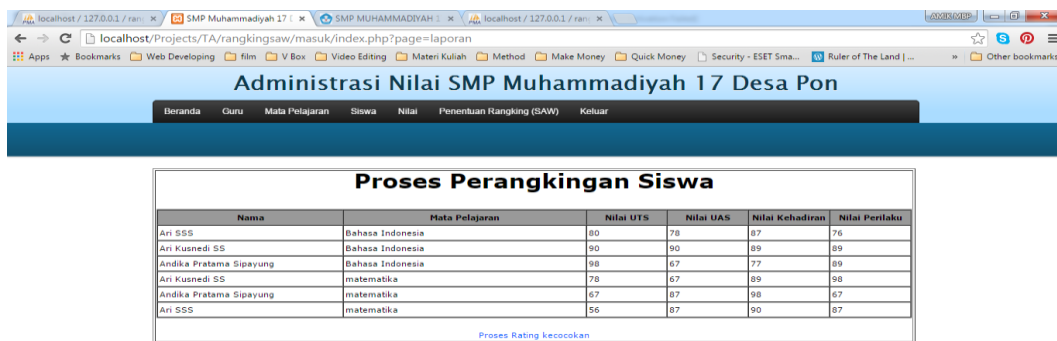 localhost / 127.0.0.1 / ran
SMP Muhammadiyah 17
SMP MUHAMMADIYAH
localhost / 127.0.0.1 / ran
localhost/Projects/TA/rangkingsaw/masuk/index.php?page=laporan
Apps Bookmarks Web Developing film V Box Video Editing Materi Kuliah Method Make Money Quick Money Security - ESET Sma... Ruler of The Land | ... » Other bookmarks
Administrasi Nilai SMP Muhammadiyah 17 Desa Pon
Beranda Guru Mata Pelajaran Siswa Nilai Penentuan Rangking (SAW) Keluar
Proses Perangkingan Siswa
Nama Mata Pelajaran Nilai UTS Nilai UAS Nilai Kehadiran Nilai Perilaku
Ari SSS Bahasa Indonesia 80 78 87 76
Ari Kusnedi SS Bahasa Indonesia 90 90 89 89
Andika Pratama Sipayung Bahasa Indonesia 98 67 77 89
Ari Kusnedi SS matematika 78 67 89 98
Andika Pratama Sipayung matematika 67 87 98 67
Ari SSS matematika 56 87 90 87
Proses Rating kecocokan